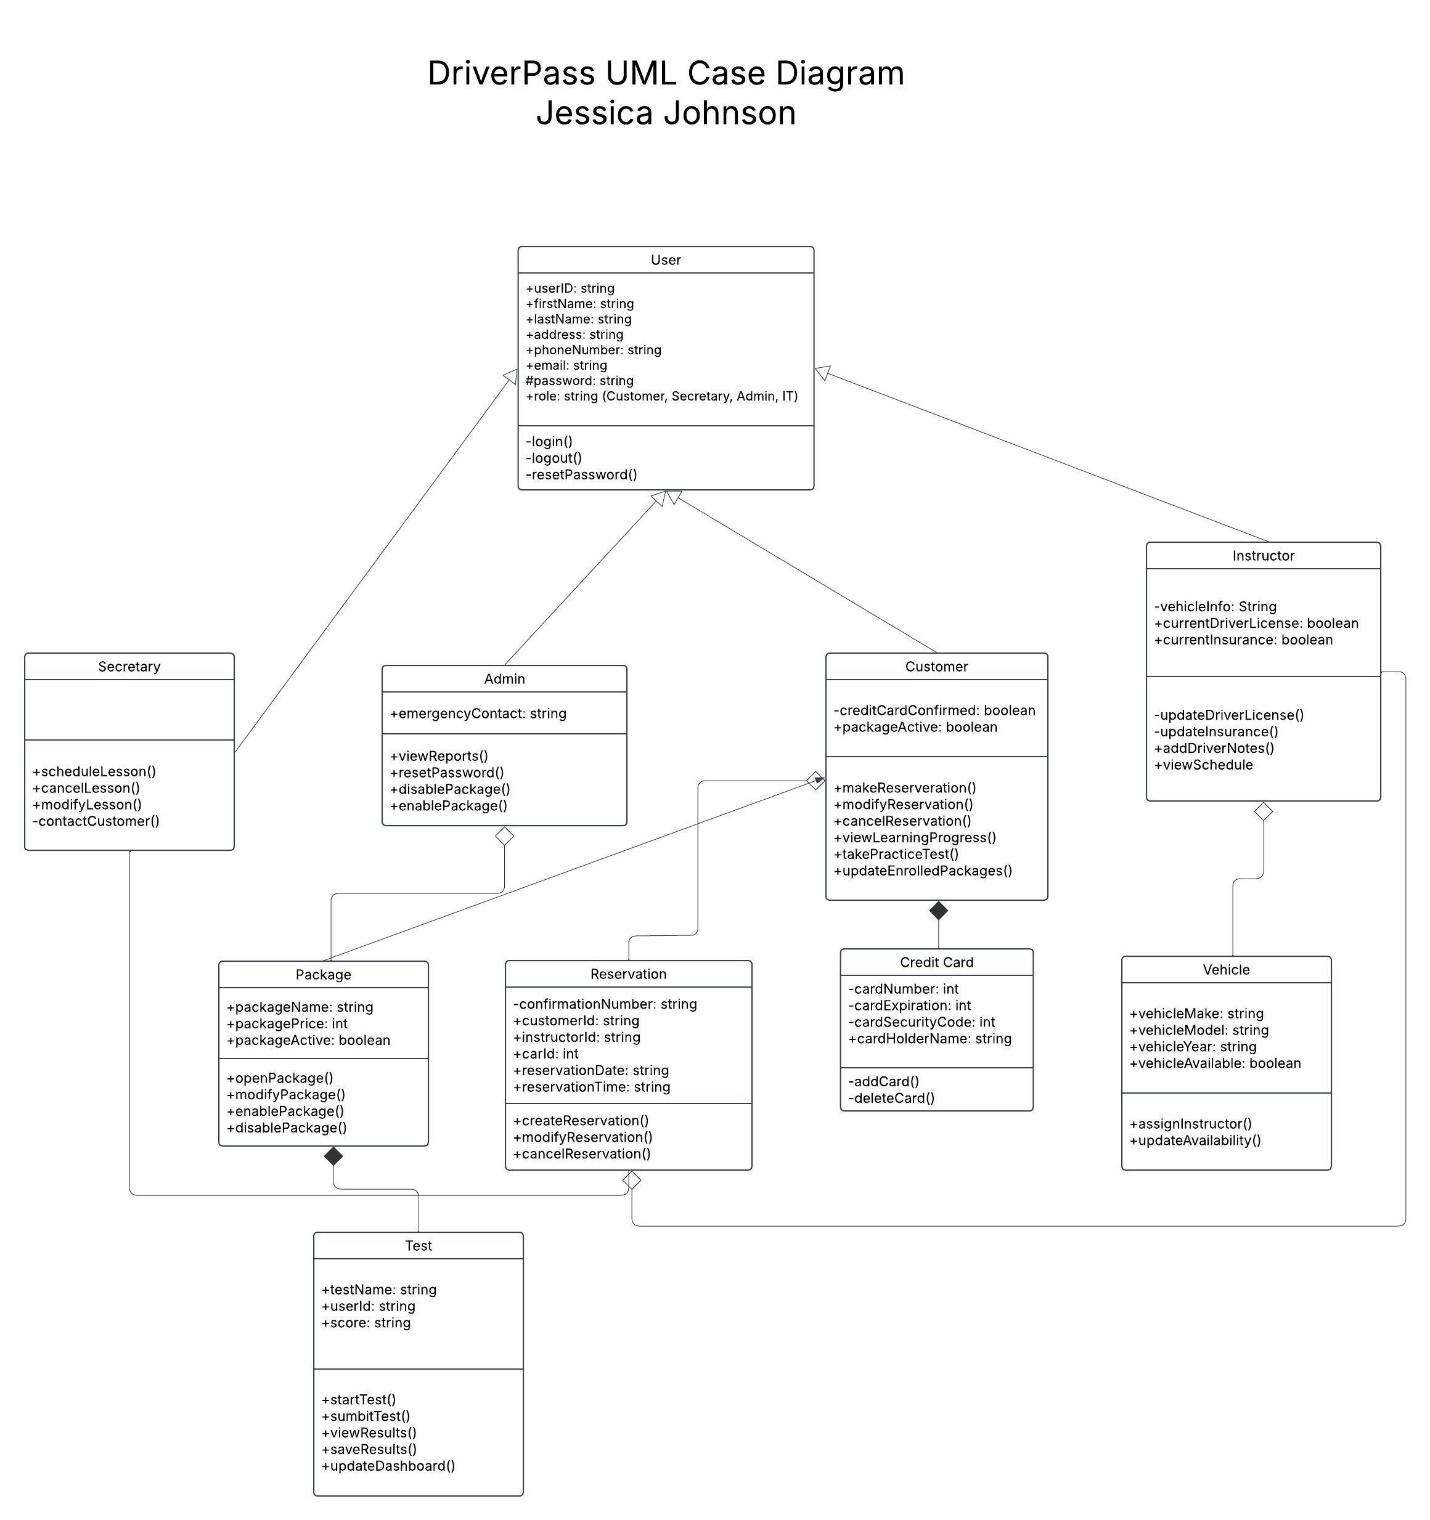 DriverPass UML Case Diagram
Jessica Johnson
User
+userID: string
+firstName: string
+lastName: string
+address: string
+phoneNumber: string
+email: string
#password: string
+role: string (Customer, Secretary, Admin, IT)
-login()
-logout()
-resetPassword()
Instructor
-vehicleInfo: String
+currentDriverLicense: boolean
+currentInsurance: boolean
-updateDriverLicense()
-updateInsurance()
+addDriverNotes()
+viewSchedule
Secretary
+scheduleLesson()
+cancelLesson()
+modifyLesson()
-contactCustomer()
Admin
+emergencyContact: string
+viewReports()
+resetPassword()
+disablePackage()
+enablePackage()
Customer
-creditCardConfirmed: boolean
+packageActive: boolean
+makeReserveration()
+modifyReservation()
+cancelReservation()
+viewLearningProgress()
+takePracticeTest()
+updateEnrolledPackages()
Package
+packageName: string
+packagePrice: int
+packageActive: boolean
+openPackage()
+modifyPackage()
+enablePackage()
+disablePackage()
Reservation
-confirmationNumber: string
+customerId: string
+instructorId: string
+carId: int
+reservationDate: string
+reservationTime: string
+createReservation()
+modifyReservation()
+cancelReservation()
Credit Card
-cardNumber: int
-cardExpiration: int
-cardSecurityCode: int
+cardHolderName: string
-addCard()
-deleteCard()
Vehicle
+vehicleMake: string
+vehicleModel: string
+vehicleYear: string
+vehicleAvailable: boolean
+assignInstructor()
+updateAvailability()
Test
+testName: string
+userId: string
+score: string
+startTest()
+sumbitTest()
+viewResults()
+saveResults()
+updateDashboard()